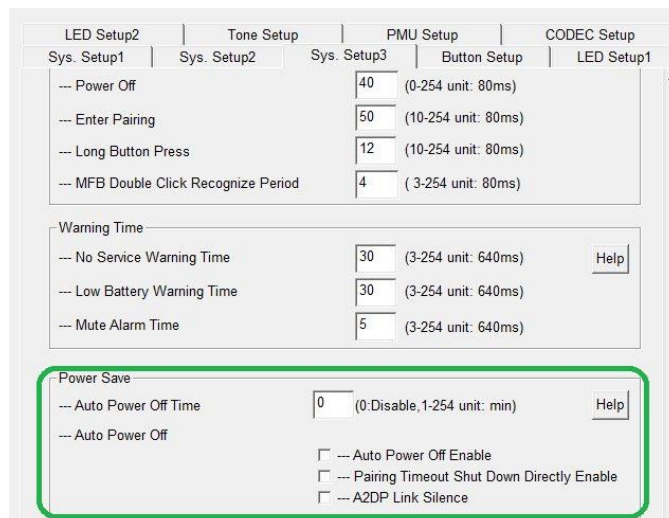 LED Setup2 Tone Setup PMU Setup CODEC Setup
Sys. Setup1 Sys. Setup2 Sys. Setup3 Button Setup LED Setup1
--- Power Off 40 (0-254 unit: 80ms)
--- Enter Pairing 50 (10-254 unit: 80ms)
--- Long Button Press 12 (10-254 unit: 80ms)
--- MFB Double Click Recognize Period 4 ( 3-254 unit: 80ms)
Warning Time
--- No Service Warning Time 30 (3-254 unit: 640ms) Help
--- Low Battery Warning Time 30 (3-254 unit: 640ms)
--- Mute Alarm Time 5 (3-254 unit: 640ms)
Power Save
--- Auto Power Off Time 0 (0:Disable,1-254 unit: min) Help
--- Auto Power Off
--- Auto Power Off Enable
--- Pairing Timeout Shut Down Directly Enable
--- A2DP Link Silence